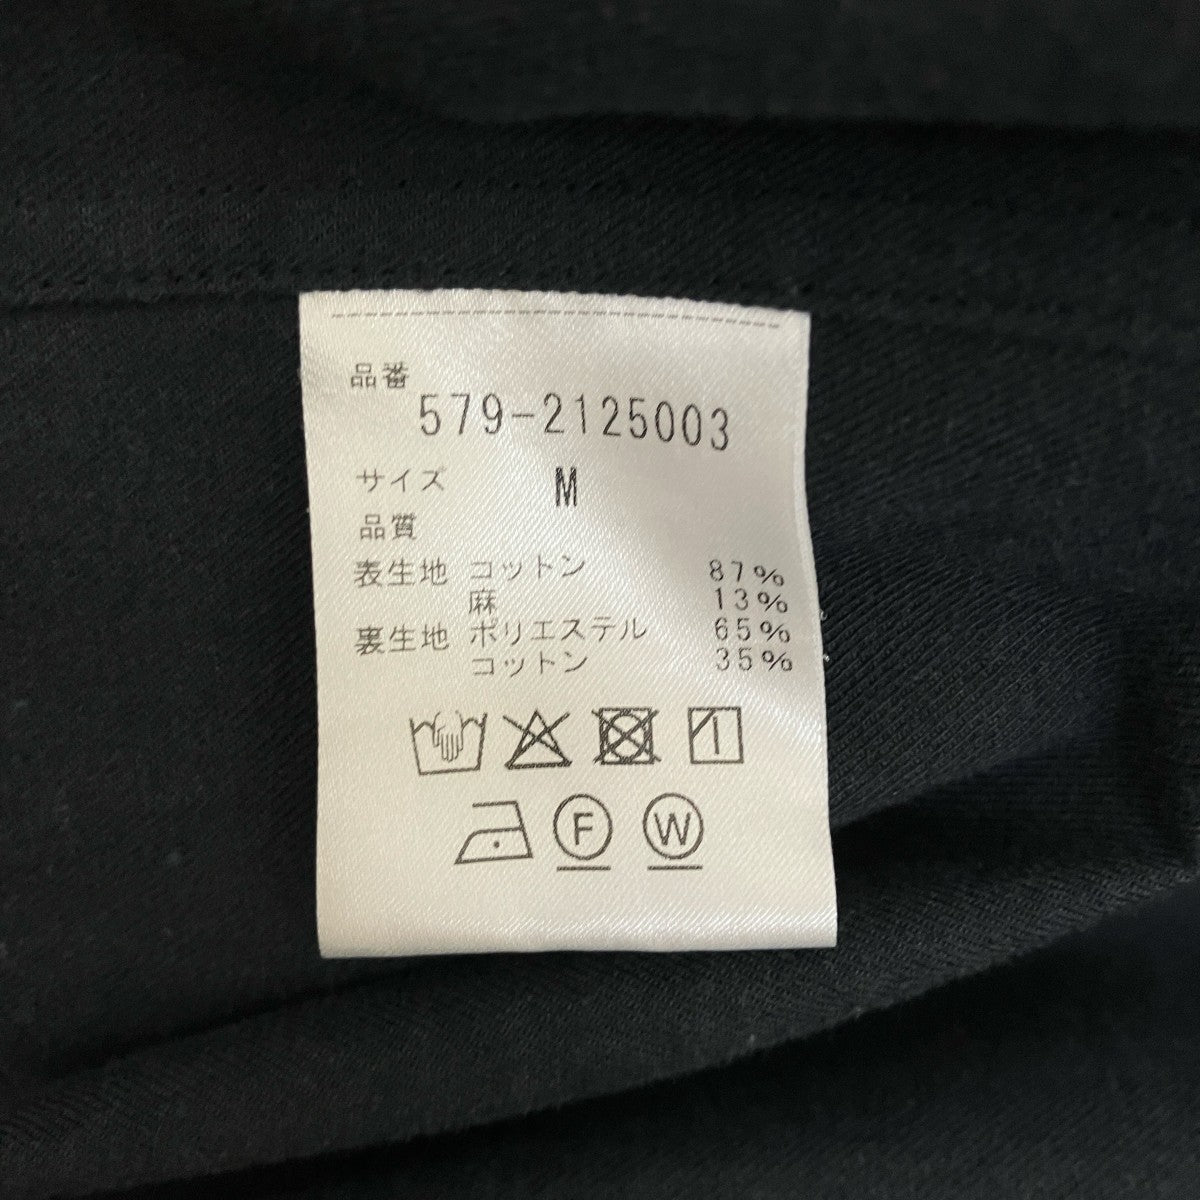 品番
579-2125003
サイズ M
品質
表生地 コットン 87%
麻 13%
裏生地 ポリエステル 65%
コットン 35%
F W